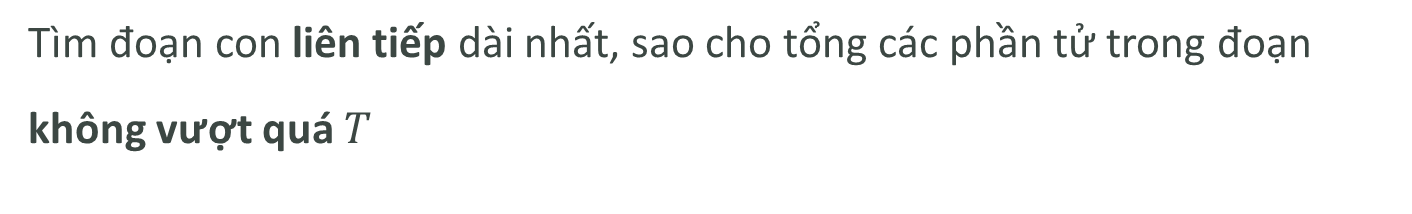 Tìm đoạn con liên tiếp dài nhất, sao cho tổng các phần tử trong đoạn
không vượt quá T